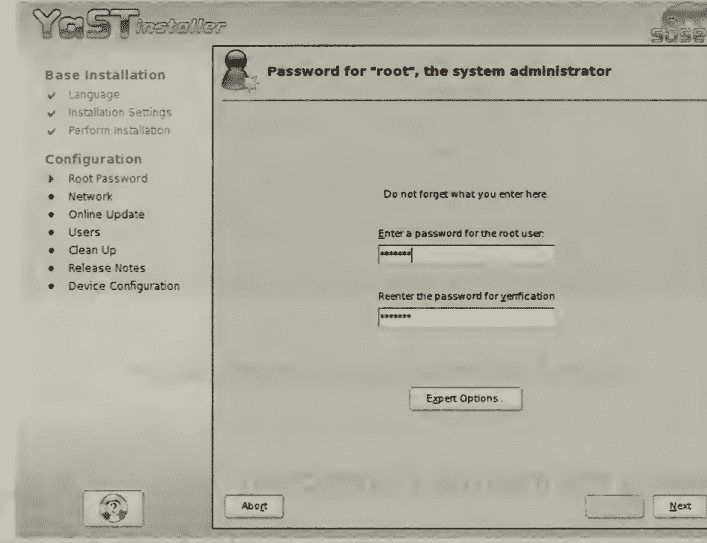 YaST installer
SUSE
Base Installation
Language
Installation Settings
Perform Installation
Configuration
Root Password
Network
Online Update
Users
Clean Up
Release Notes
Device Configuration
Password for "root", the system administrator
Do not forget what you enter here.
Enter a password for the root user:
*******
Reenter the password for verification
*******
Expert Options...
?
Abort
Next